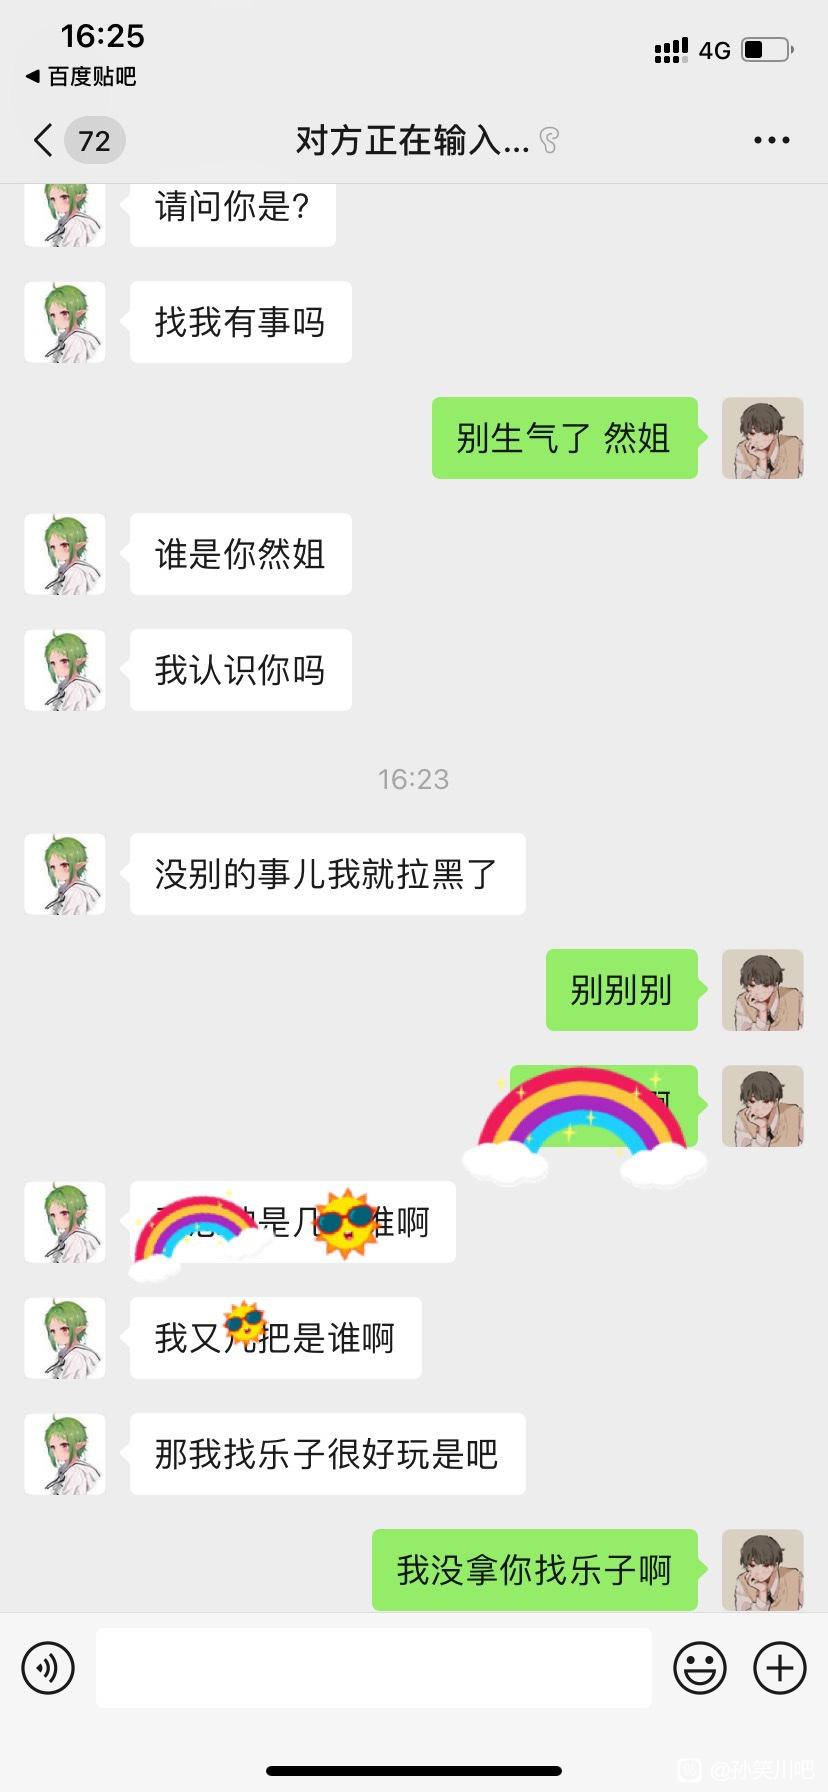 16:25
4G
百度贴吧
72
对方正在输入...
请问你是?
找我有事吗
别生气了 然姐
谁是你然姐
我认识你吗
16:23
没别的事儿我就拉黑了
别别别
啊
是几
谁啊
我又几把是谁啊
那我找乐子很好玩是吧
我没拿你找乐子啊
@孙笑川吧